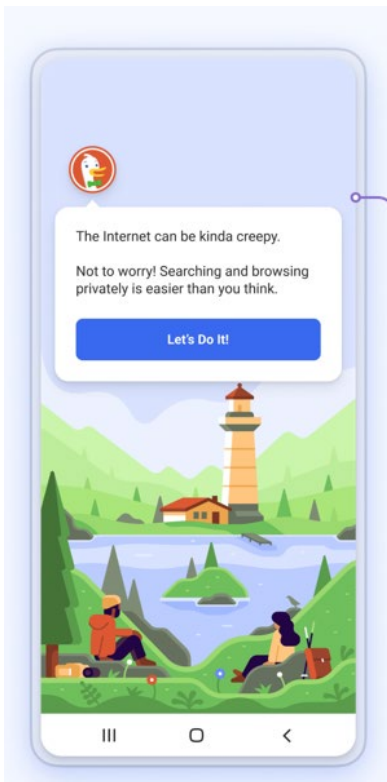 The Internet can be kinda creepy.
Not to worry! Searching and browsing
privately is easier than you think.
Let's Do It!